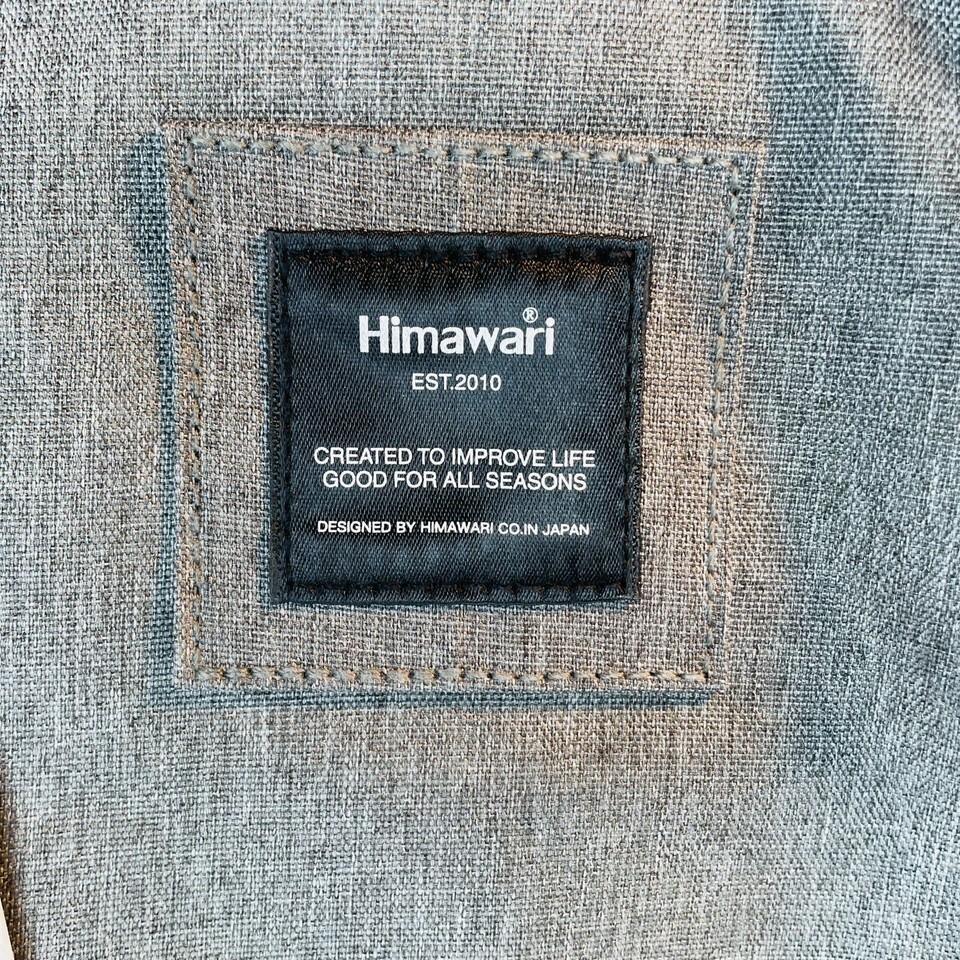 Himawari®
EST.2010
CREATED TO IMPROVE LIFE
GOOD FOR ALL SEASONS
DESIGNED BY HIMAWARI CO.IN JAPAN